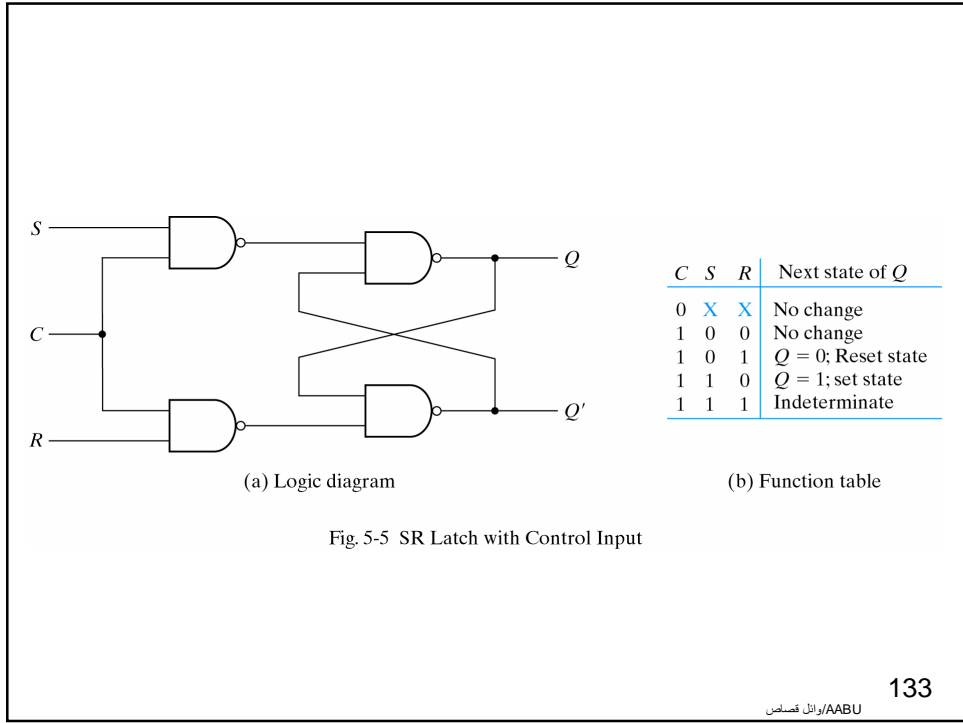 S
C
R
Q
Q′
(a) Logic diagram
C S R Next state of Q
0 X X No change
1 0 0 No change
1 0 1 Q = 0; Reset state
1 1 0 Q = 1; set state
1 1 1 Indeterminate
(b) Function table
Fig. 5-5 SR Latch with Control Input
133
وائل قصاص/AABU